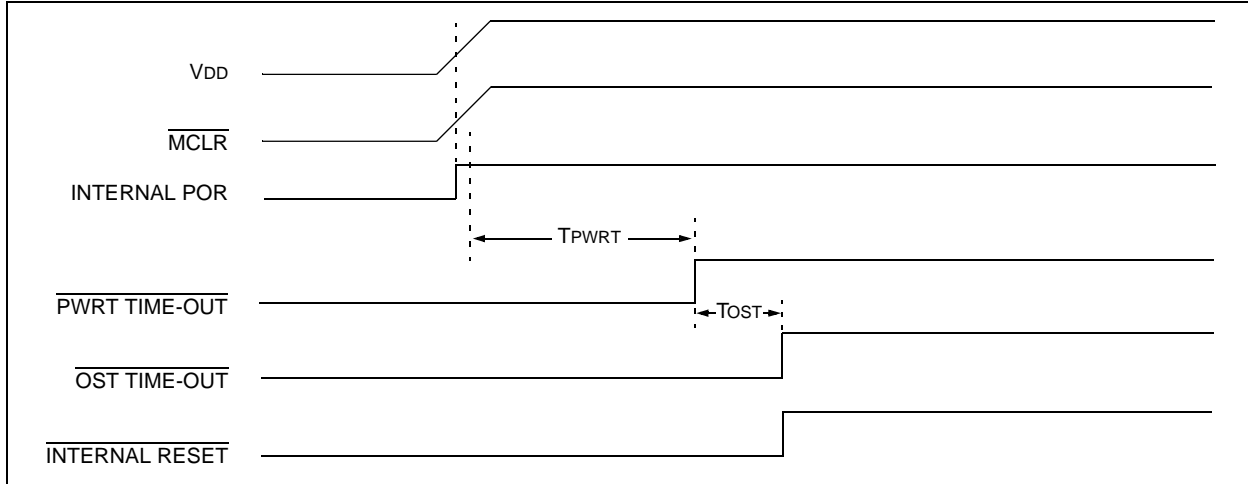 VDD
MCLR
INTERNAL POR
TPWRT
PWRT TIME-OUT
TOST
OST TIME-OUT
INTERNAL RESET